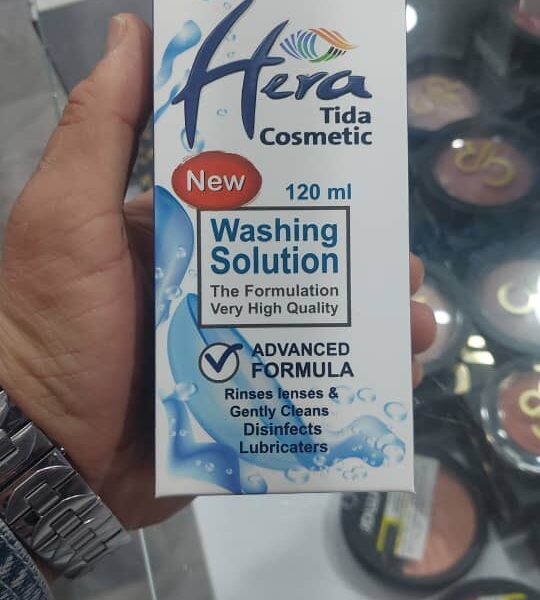 Hera
Tida
Cosmetic
New
120 ml
Washing
Solution
The Formulation
Very High Quality
ADVANCED
FORMULA
Rinses lenses &
Gently Cleans
Disinfects
Lubricaters